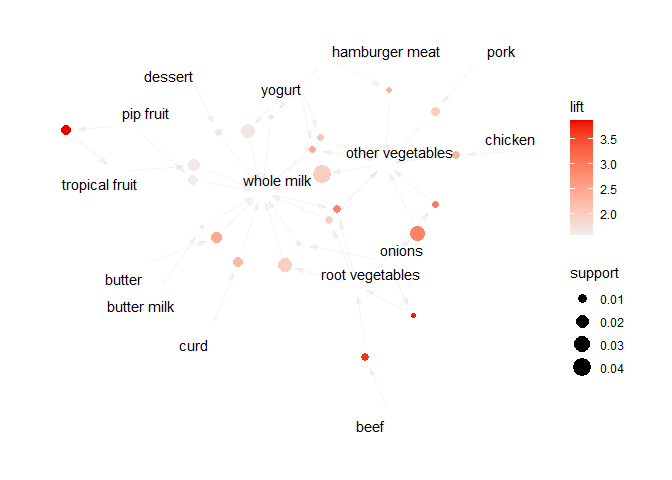 hamburger meat
pork
dessert
yogurt
pip fruit
chicken
other vegetables
tropical fruit
whole milk
onions
root vegetables
butter
butter milk
curd
beef
lift
3.5
3.0
2.5
2.0
support
0.01
0.02
0.03
0.04